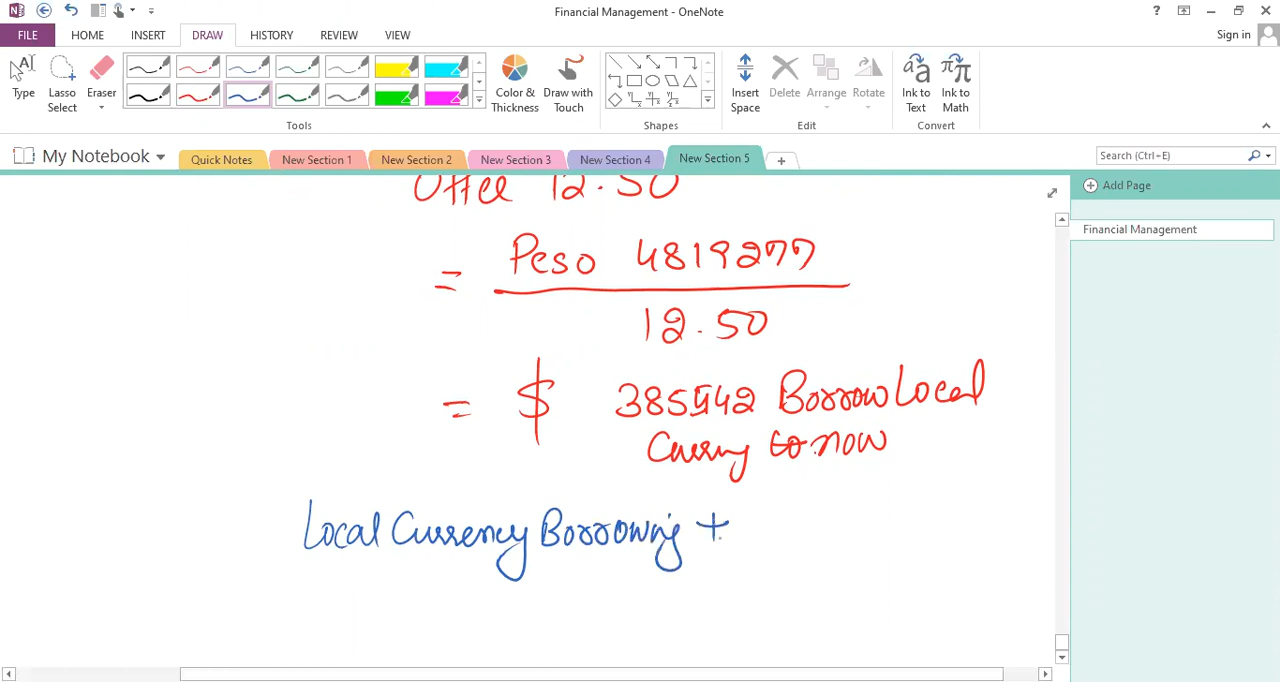 Financial Management - OneNote
?
FILE HOME INSERT DRAW HISTORY REVIEW VIEW
Sign in
Type
Lasso Select
Eraser
Color & Thickness
Draw with Touch
Insert Space
Delete
Arrange
Rotate
Ink to Text
Ink to Math
Tools Shapes Edit Convert
My Notebook Quick Notes New Section 1 New Section 2 New Section 3 New Section 4 New Section 5
Search (Ctrl+E)
Add Page
Financial Management
12.50
= Peso 4819277
12.50
= $ 385542 Borrow Local
now
Local Currency Borrowing +